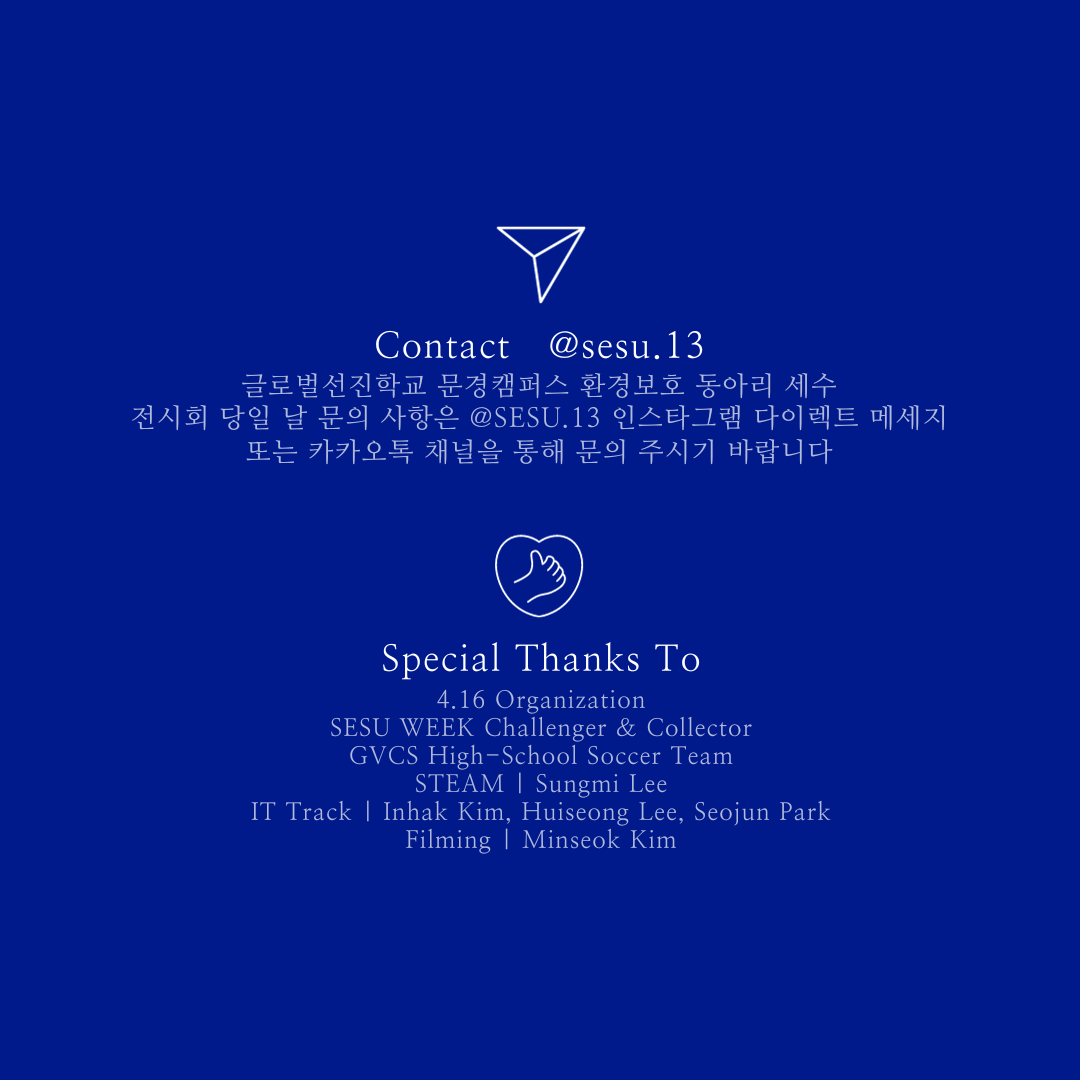 Contact @sesu.13
글로벌선진학교 문경캠퍼스 환경보호 동아리 세수
전시회 당일 날 문의 사항은 @SESU.13 인스타그램 다이렉트 메세지
또는 카카오톡 채널을 통해 문의 주시기 바랍니다
Special Thanks To
4.16 Organization
SESU WEEK Challenger & Collector
GVCS High-School Soccer Team
STEAM | Sungmi Lee
IT Track | Inhak Kim, Huiseong Lee, Seojun Park
Filming | Minseok Kim